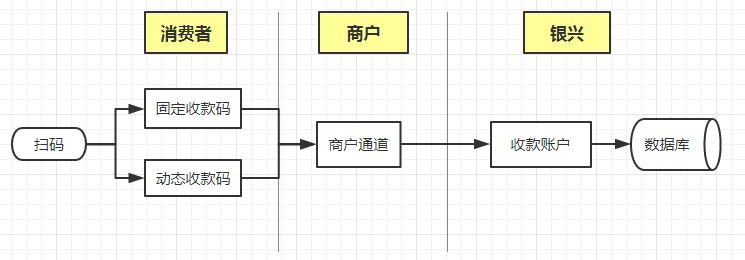 消费者
商户
银兴
扫码
固定收款码
动态收款码
商户通道
收款账户
数据库